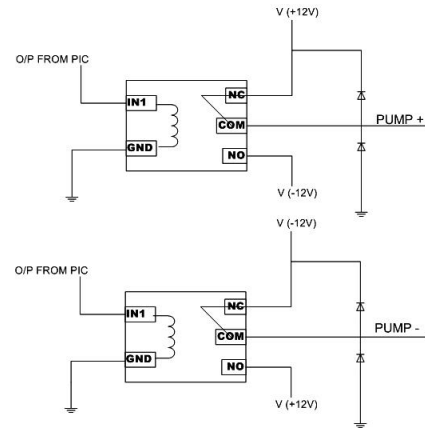 V (+12V)
O/P FROM PIC
IN1
NC
COM
PUMP +
GND
NO
V (-12V)
V (-12V)
O/P FROM PIC
IN1
NC
COM
PUMP -
GND
NO
V (+12V)